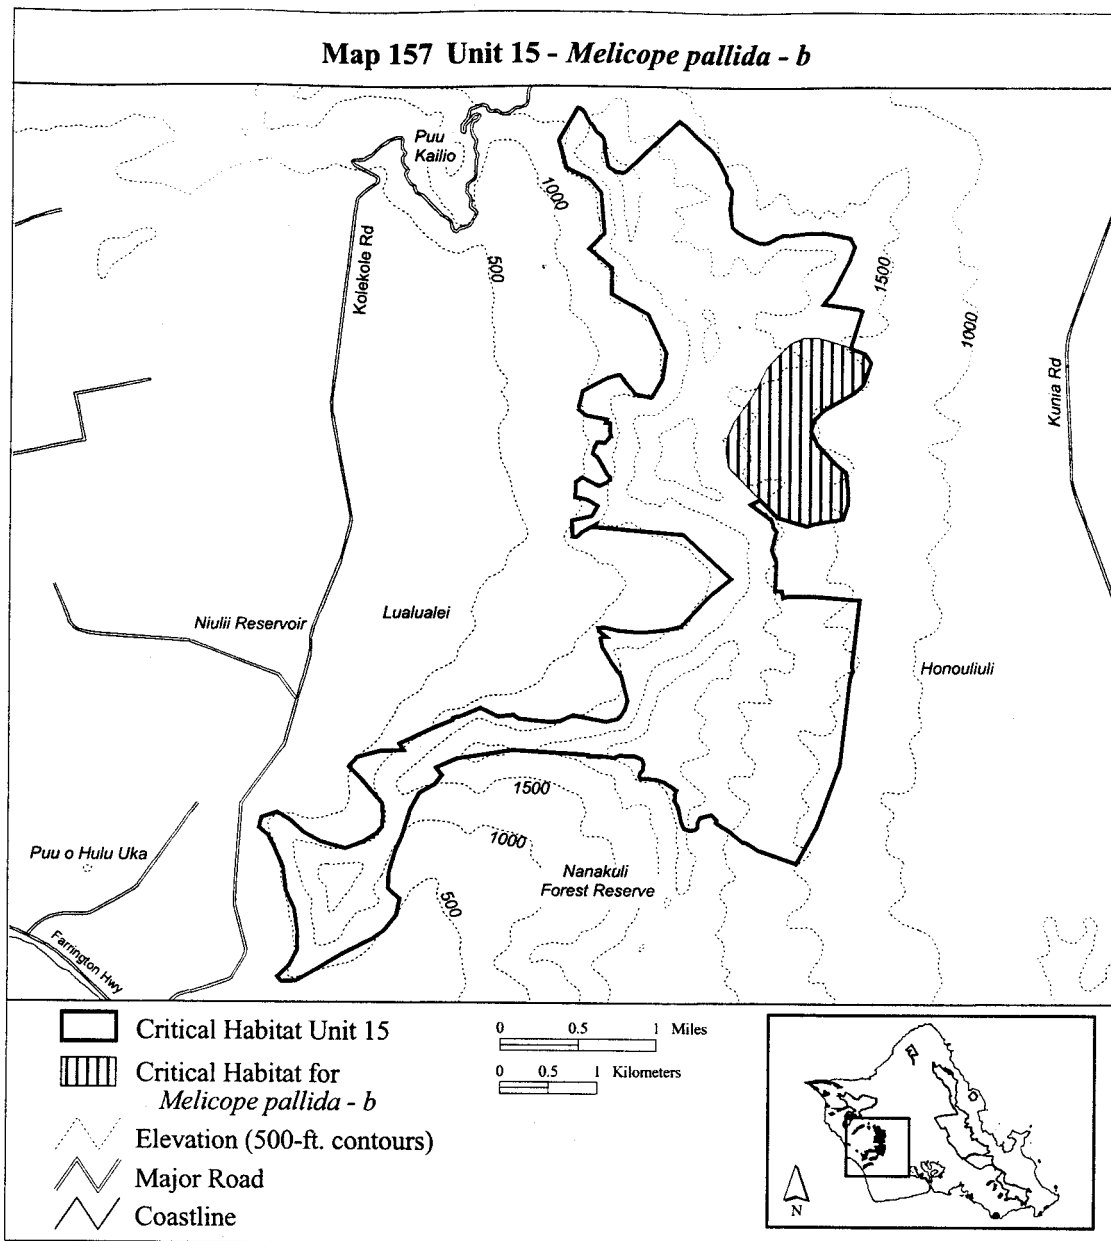 Map 157 Unit 15 - Melicope pallida - b
Puu
Kailio
1000
Kolekole Rd
500
1500
1000
Kunia Rd
Niulii Reservoir
Lualualei
Honouliuli
1500
1000
Puu o Hulu Uka
Nanakuli
Forest Reserve
500
Farrington Hwy
Critical Habitat Unit 15
Critical Habitat for
Melicope pallida - b
Elevation (500-ft. contours)
Major Road
Coastline
0 0.5 1 Miles
0 0.5 1 Kilometers
N